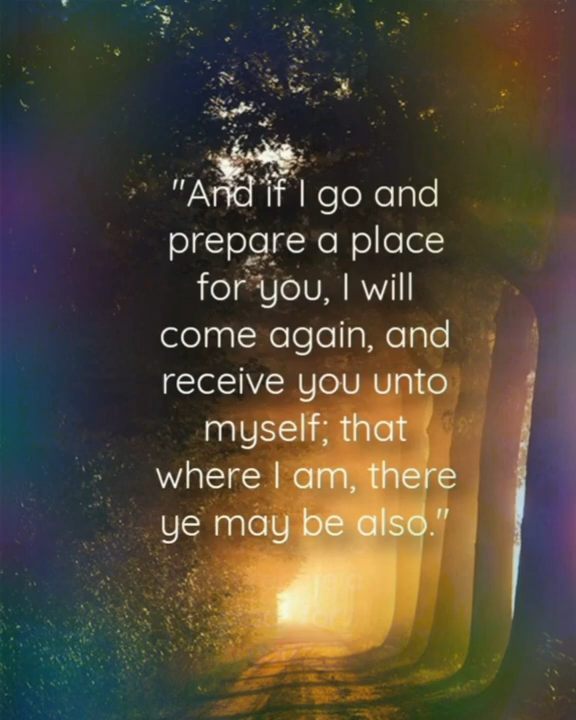 "And if I go and
prepare a place
for you, I will
come again, and
receive you unto
myself; that
where I am, there
ye may be also."